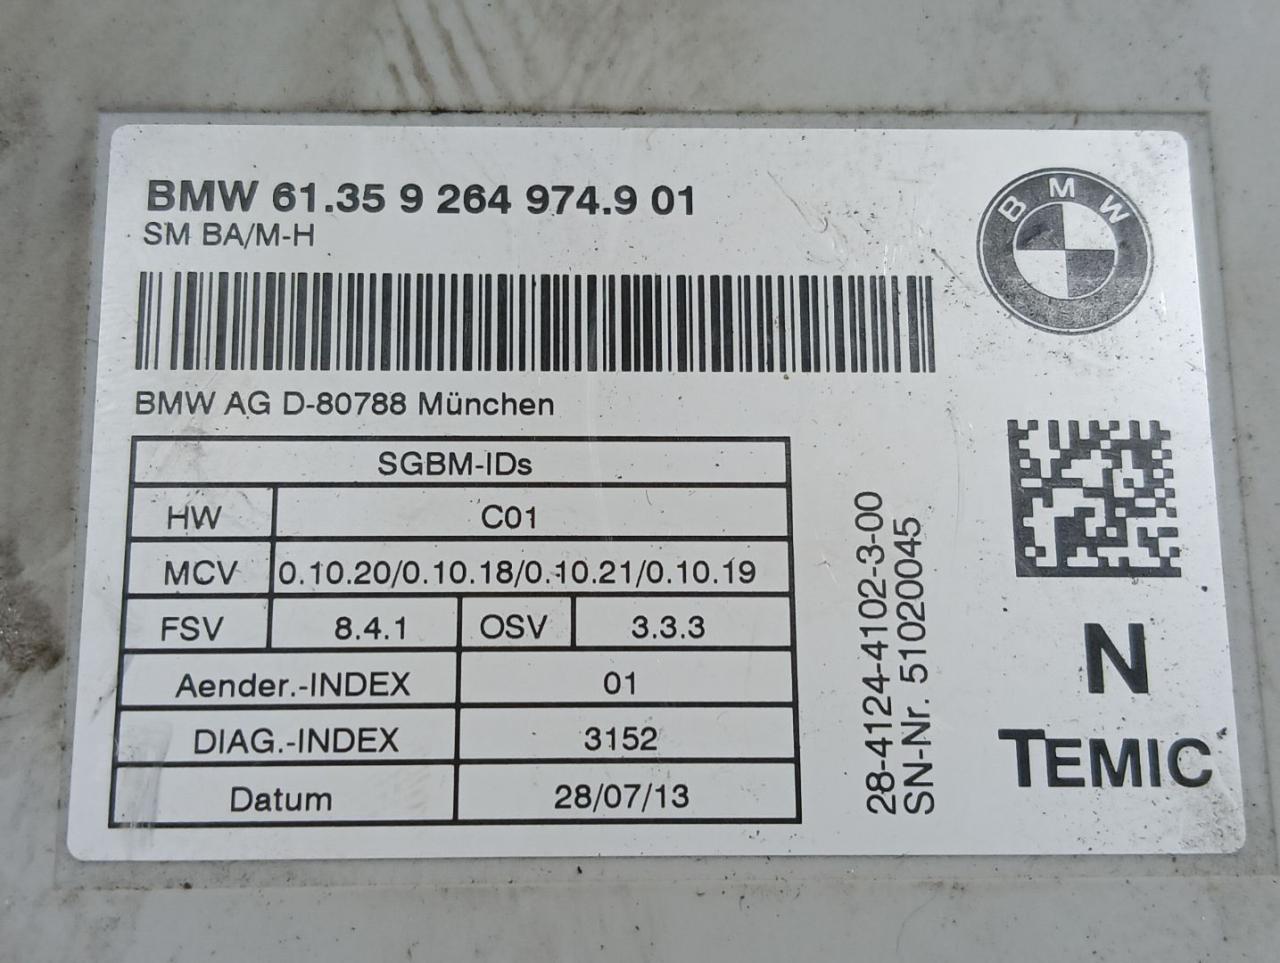 BMW 61.35 9 264 974.9 01
SM BA/M-H
BMW
BMW AG D-80788 München
SGBM-IDs
HW C01
MCV 0.10.20/0.10.18/0.10.21/0.10.19
FSV 8.4.1 OSV 3.3.3
Aender.-INDEX 01
DIAG.-INDEX 3152
Datum 28/07/13
28-4124-4102-3-00
SN-Nr. 51020045
N
TEMIC